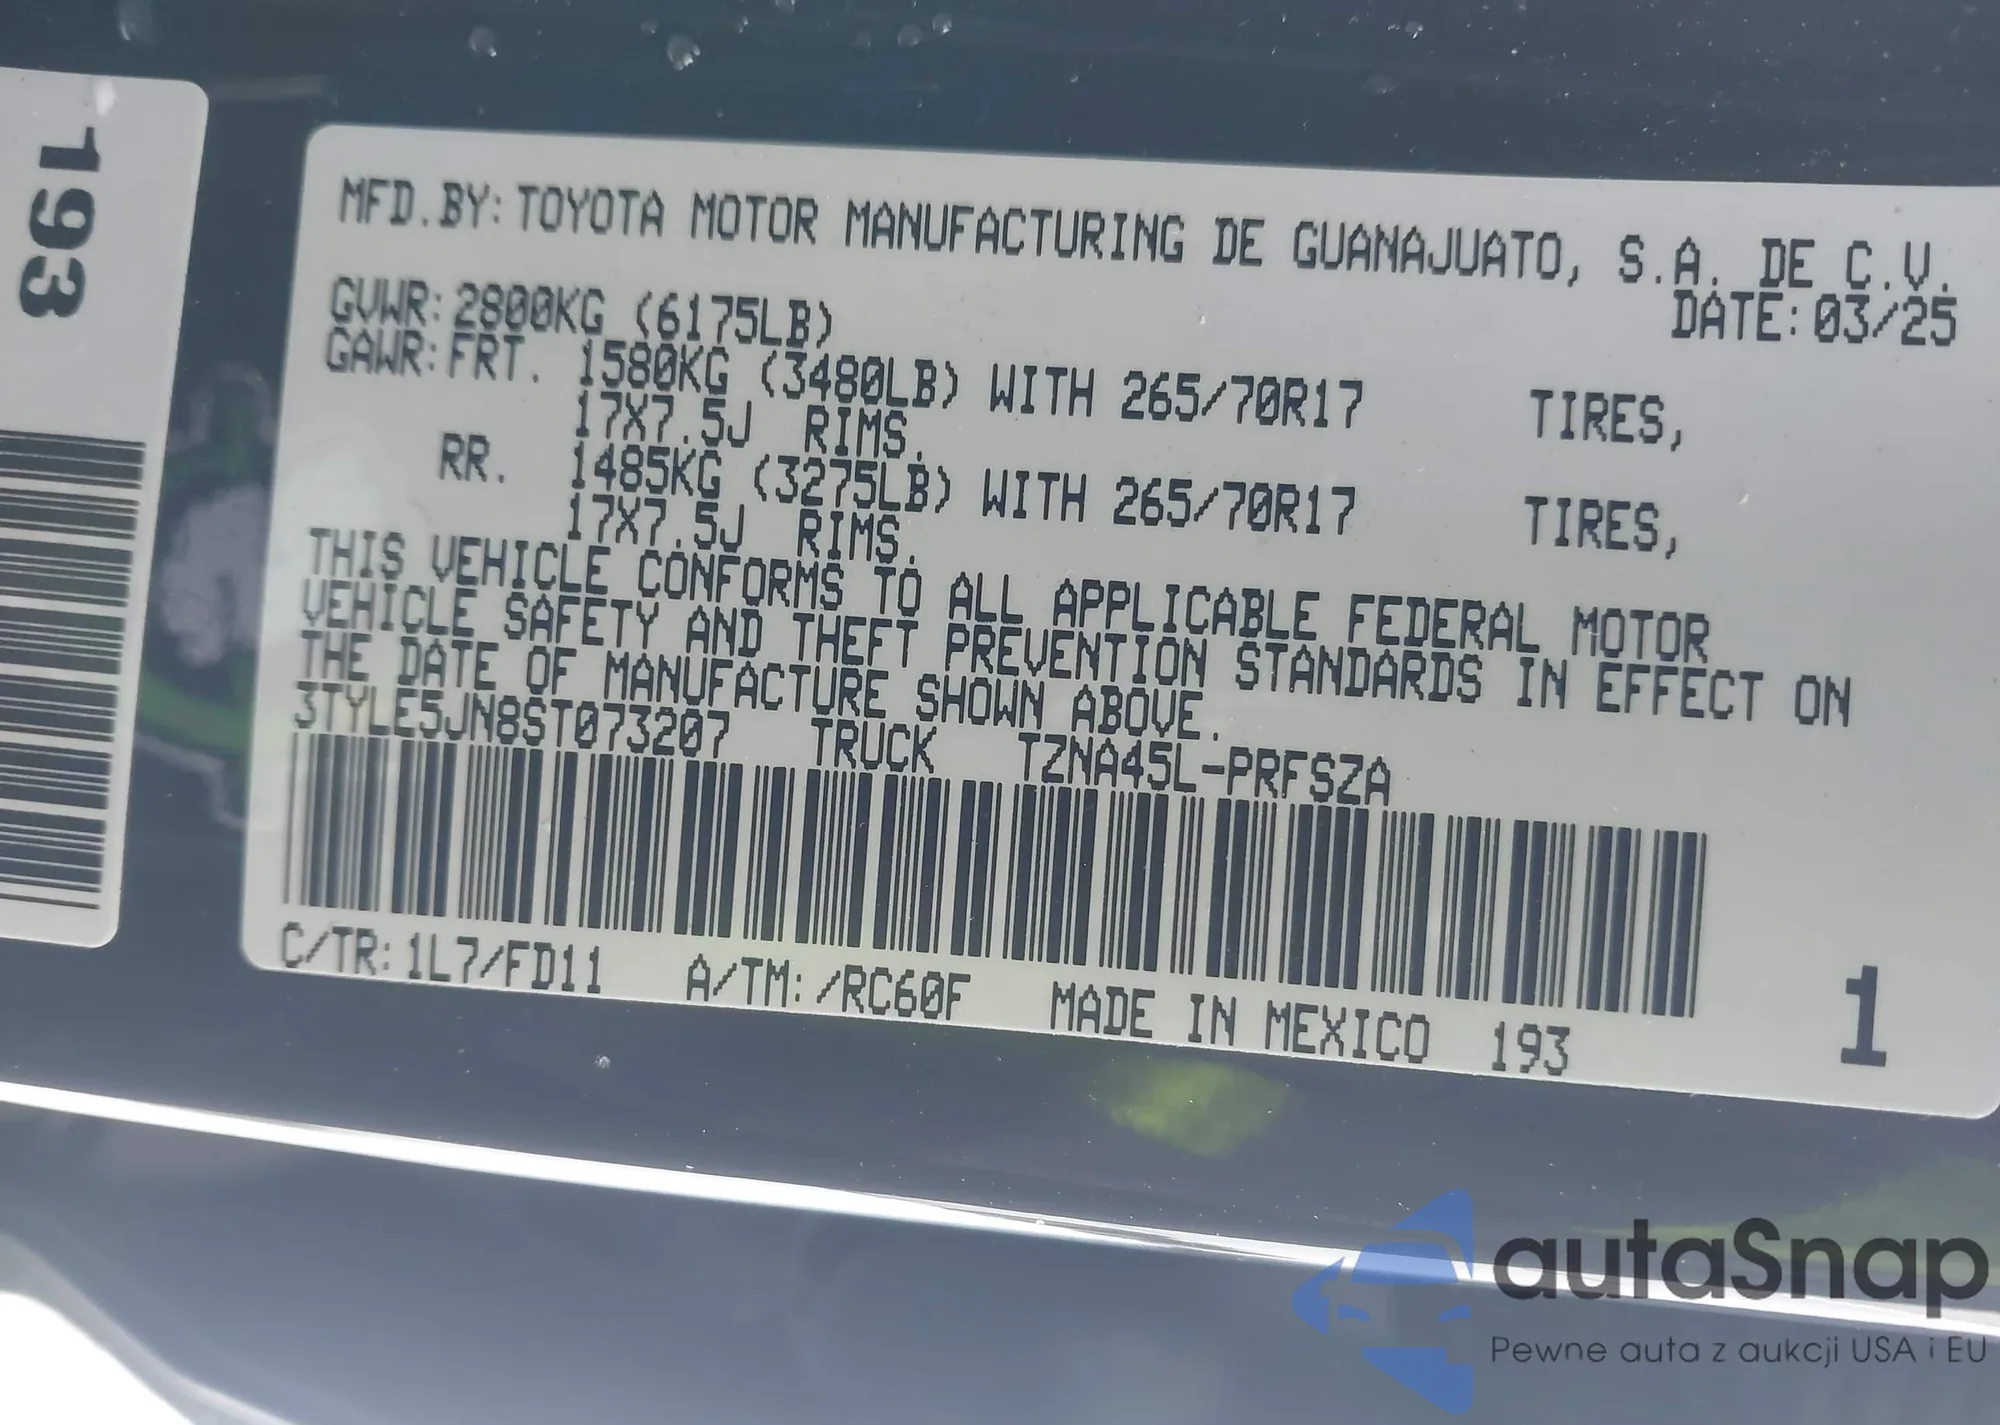 193
MFD.BY: TOYOTA MOTOR MANUFACTURING DE GUANAJUATO, S.A. DE C.V.
DATE: 03/25
GVWR: 2800KG (6175LB)
GAWR: FRT. 1580KG (3480LB) WITH 265/70R17 TIRES,
17X7.5J RIMS.
RR. 1485KG (3275LB) WITH 265/70R17 TIRES,
17X7.5J RIMS.
THIS VEHICLE CONFORMS TO ALL APPLICABLE FEDERAL MOTOR
VEHICLE SAFETY AND THEFT PREVENTION STANDARDS IN EFFECT ON
THE DATE OF MANUFACTURE SHOWN ABOVE.
3TYLE5JN8ST073207 TRUCK TZNA45L-PRFSZA
C/TR: 1L7/FD11 A/TM: /RC60F MADE IN MEXICO 193
1
autaSnap
Pewne auta z aukcji USA i EU